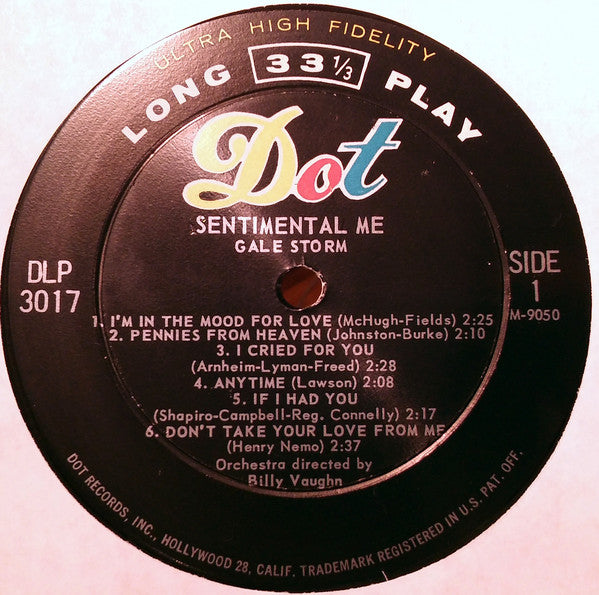 ULTRA HIGH FIDELITY
LONG 33 1/3 PLAY
Dot
SENTIMENTAL ME
GALE STORM
DLP
3017
SIDE
1
M-9050
1. I'M IN THE MOOD FOR LOVE (McHugh-Fields) 2:25
2. PENNIES FROM HEAVEN (Johnston-Burke) 2:10
3. I CRIED FOR YOU
(Arnheim-Lyman-Freed) 2:28
4. ANYTIME (Lawson) 2:08
5. IF I HAD YOU
(Shapiro-Campbell-Reg. Connelly) 2:17
6. DON'T TAKE YOUR LOVE FROM ME
(Henry Nemo) 2:37
Orchestra directed by
Billy Vaughn
DOT RECORDS, INC., HOLLYWOOD 28, CALIF. TRADEMARK REGISTERED IN U.S. PAT. OFF.